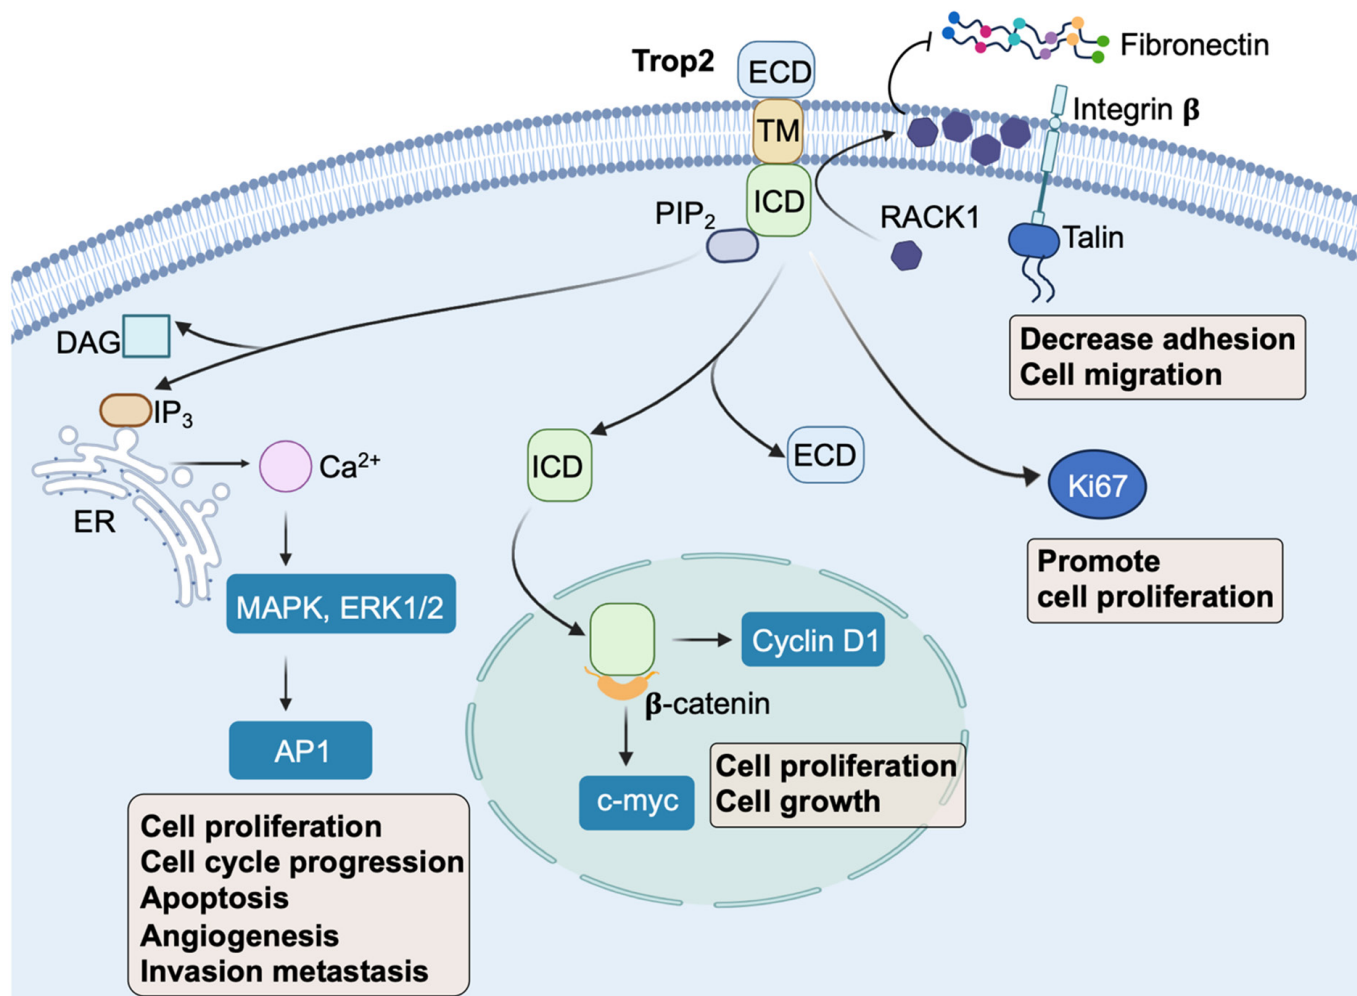 Trop2
ECD
TM
ICD
PIP2
RACK1
Fibronectin
Integrin β
Talin
Decrease adhesion
Cell migration
DAG
IP3
ER
Ca2+
MAPK, ERK1/2
AP1
Cell proliferation
Cell cycle progression
Apoptosis
Angiogenesis
Invasion metastasis
ICD
ECD
β-catenin
Cyclin D1
c-myc
Cell proliferation
Cell growth
Ki67
Promote
cell proliferation